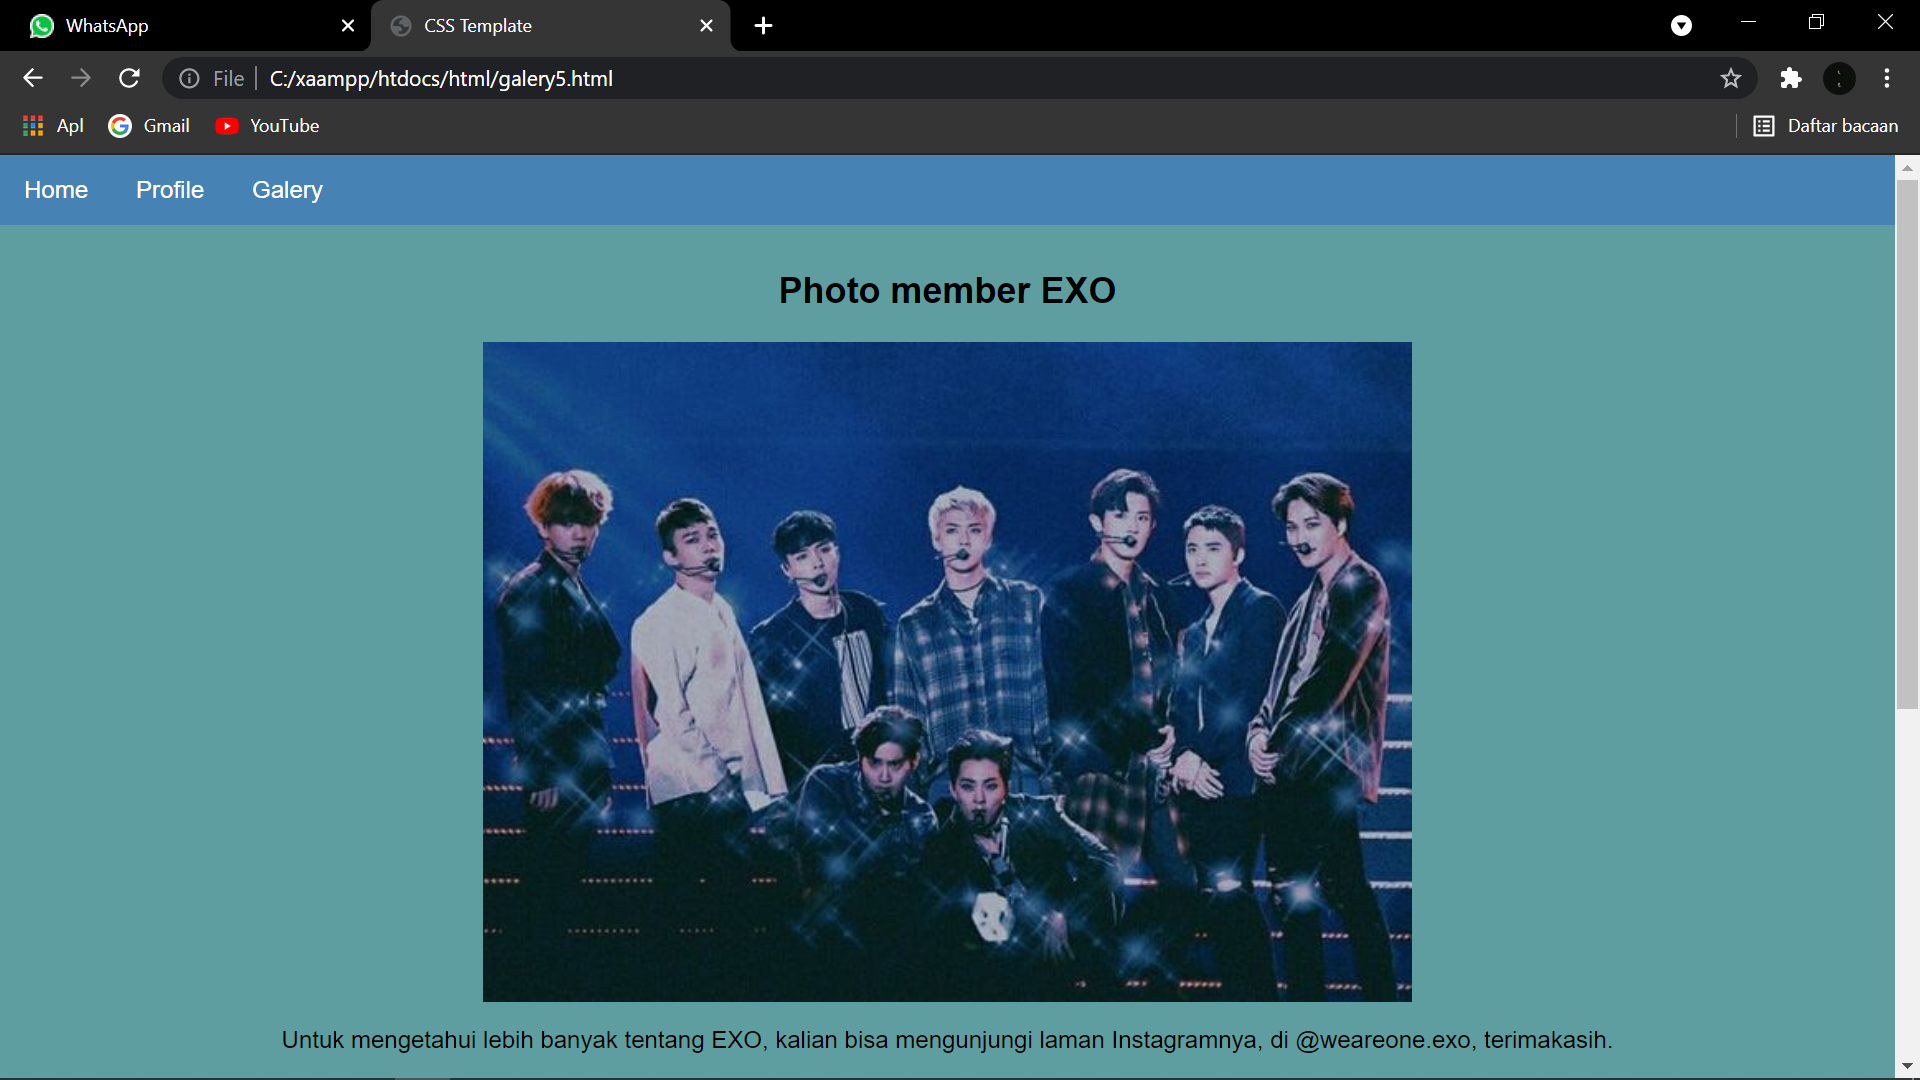 WhatsApp
CSS Template
File
C:/xaampp/htdocs/html/galery5.html
Apl
Gmail
YouTube
Daftar bacaan
Home
Profile
Galery
Photo member EXO
Untuk mengetahui lebih banyak tentang EXO, kalian bisa mengunjungi laman Instagramnya, di @weareone.exo, terimakasih.